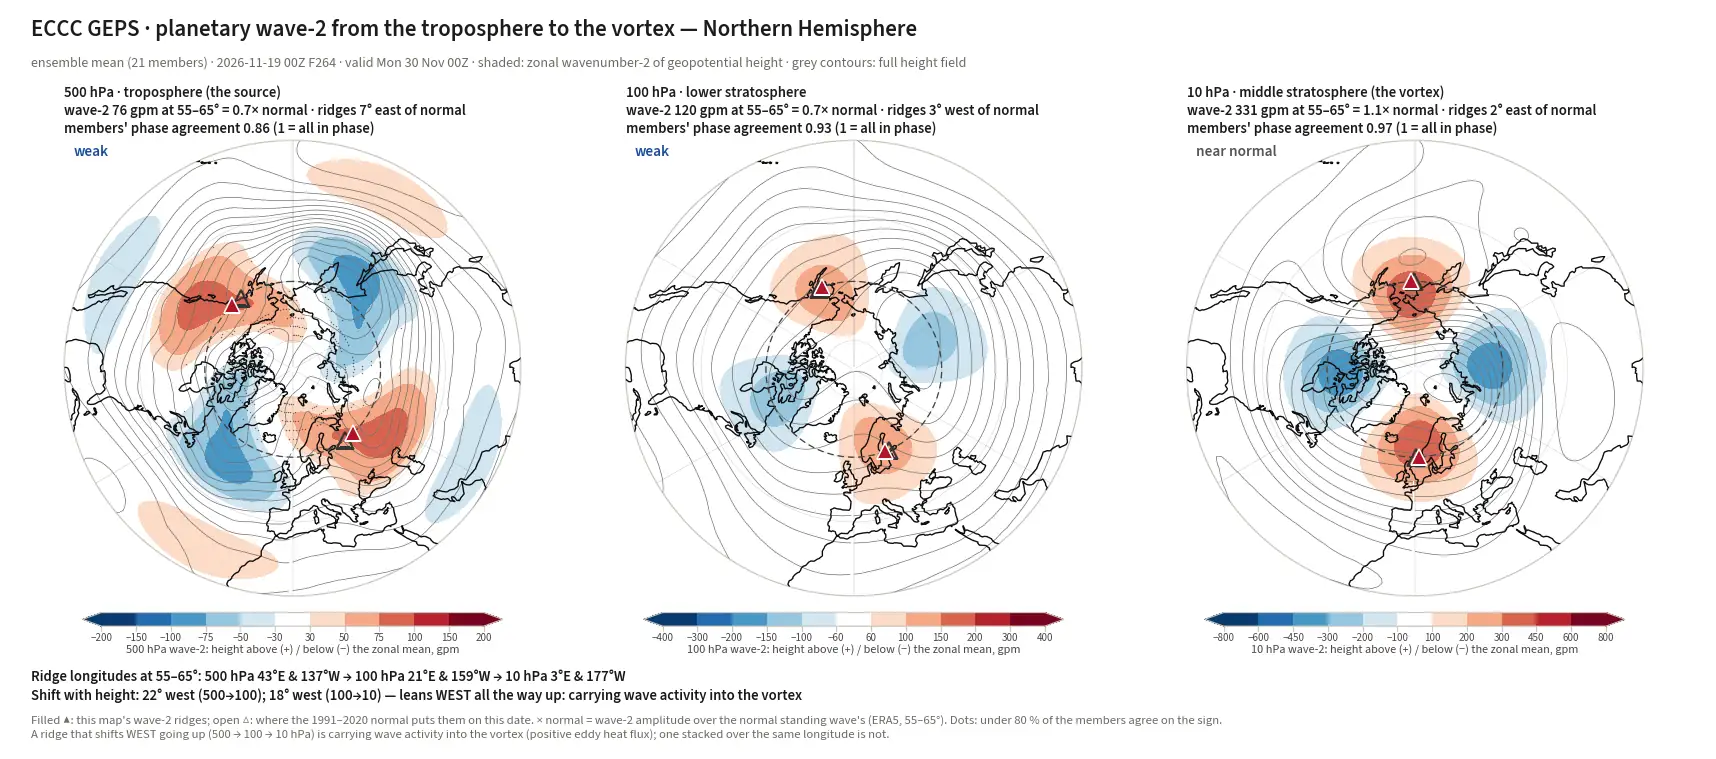 ECCC GEPS · planetary wave-2 from the troposphere to the vortex — Northern Hemisphere
ensemble mean (21 members) · 2026-11-19 00Z F264 · valid Mon 30 Nov 00Z · shaded: zonal wavenumber-2 of geopotential height · grey contours: full height field
500 hPa · troposphere (the source)
wave-2 76 gpm at 55–65° = 0.7× normal · ridges 7° east of normal
members' phase agreement 0.86 (1 = all in phase)
weak
100 hPa · lower stratosphere
wave-2 120 gpm at 55–65° = 0.7× normal · ridges 3° west of normal
members' phase agreement 0.93 (1 = all in phase)
weak
10 hPa · middle stratosphere (the vortex)
wave-2 331 gpm at 55–65° = 1.1× normal · ridges 2° east of normal
members' phase agreement 0.97 (1 = all in phase)
near normal
−200 −150 −100 −75 −50 −30 30 50 75 100 150 200
500 hPa wave-2: height above (+) / below (−) the zonal mean, gpm
−400 −300 −200 −150 −100 −60 60 100 150 200 300 400
100 hPa wave-2: height above (+) / below (−) the zonal mean, gpm
−800 −600 −450 −300 −200 −100 100 200 300 450 600 800
10 hPa wave-2: height above (+) / below (−) the zonal mean, gpm
Ridge longitudes at 55–65°: 500 hPa 43°E & 137°W → 100 hPa 21°E & 159°W → 10 hPa 3°E & 177°W
Shift with height: 22° west (500→100); 18° west (100→10) — leans WEST all the way up: carrying wave activity into the vortex
Filled ▲: this map's wave-2 ridges; open △: where the 1991–2020 normal puts them on this date. × normal = wave-2 amplitude over the normal standing wave's (ERA5, 55–65°). Dots: under 80 % of the members agree on the sign.
A ridge that shifts WEST going up (500 → 100 → 10 hPa) is carrying wave activity into the vortex (positive eddy heat flux); one stacked over the same longitude is not.